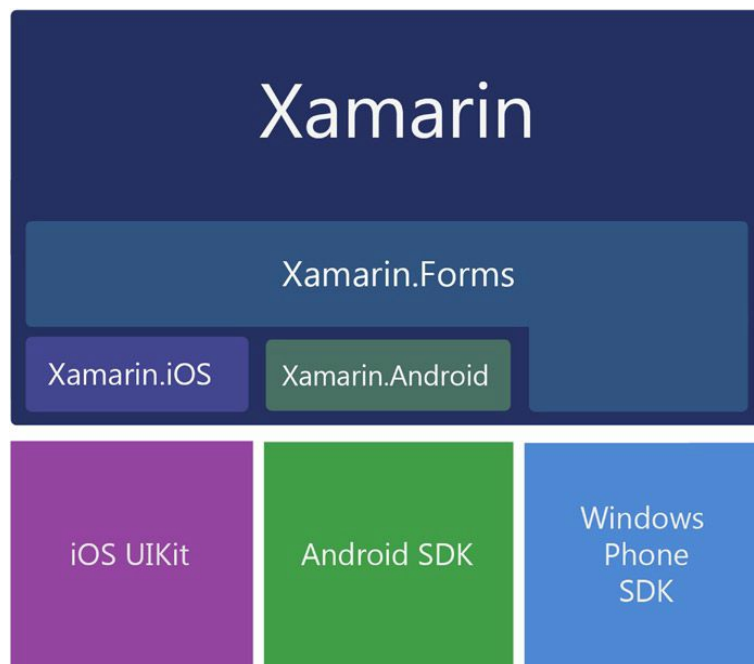 Xamarin
Xamarin.Forms
Xamarin.iOS
Xamarin.Android
iOS UIKit
Android SDK
Windows
Phone
SDK